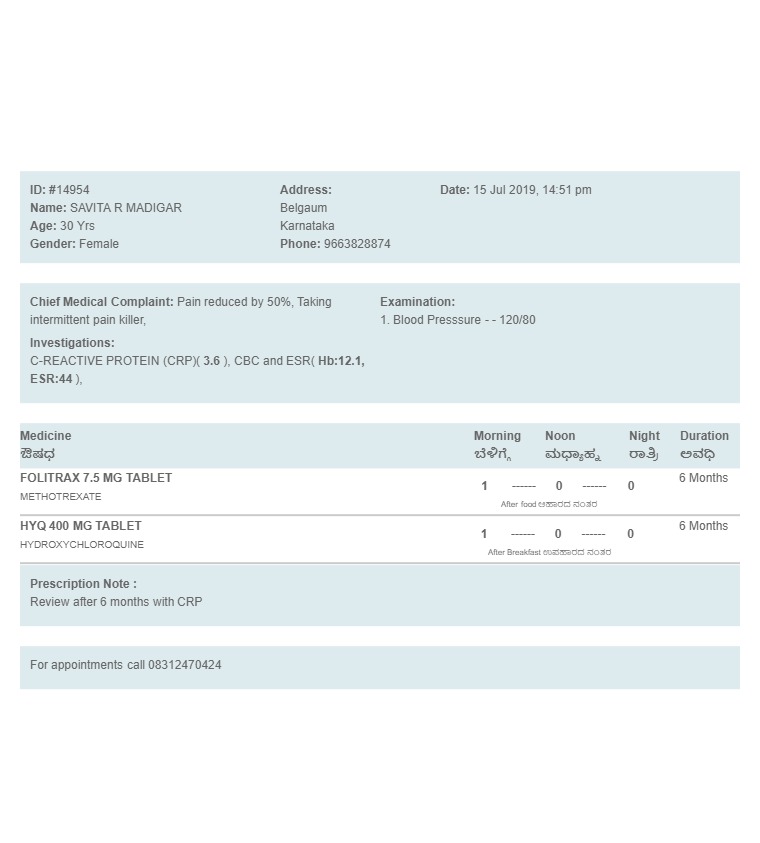 ID: #14954
Name: SAVITA R MADIGAR
Age: 30 Yrs
Gender: Female
Address:
Belgaum
Karnataka
Phone: 9663828874
Date: 15 Jul 2019, 14:51 pm
Chief Medical Complaint: Pain reduced by 50%, Taking
intermittent pain killer,
Investigations:
C-REACTIVE PROTEIN (CRP)( 3.6 ), CBC and ESR( Hb:12.1,
ESR:44 ),
Examination:
1. Blood Presssure - - 120/80
Medicine Morning Noon Night Duration
ಔಷಧ ಬೆಳಿಗ್ಗೆ ಮಧ್ಯಾಹ್ನ ರಾತ್ರಿ ಅವಧಿ
FOLITRAX 7.5 MG TABLET 1 ------ 0 ------ 0 6 Months
METHOTREXATE After food ಆಹಾರದ ನಂತರ
HYQ 400 MG TABLET 1 ------ 0 ------ 0 6 Months
HYDROXYCHLOROQUINE After Breakfast ಉಪಹಾರದ ನಂತರ
Prescription Note :
Review after 6 months with CRP
For appointments call 08312470424